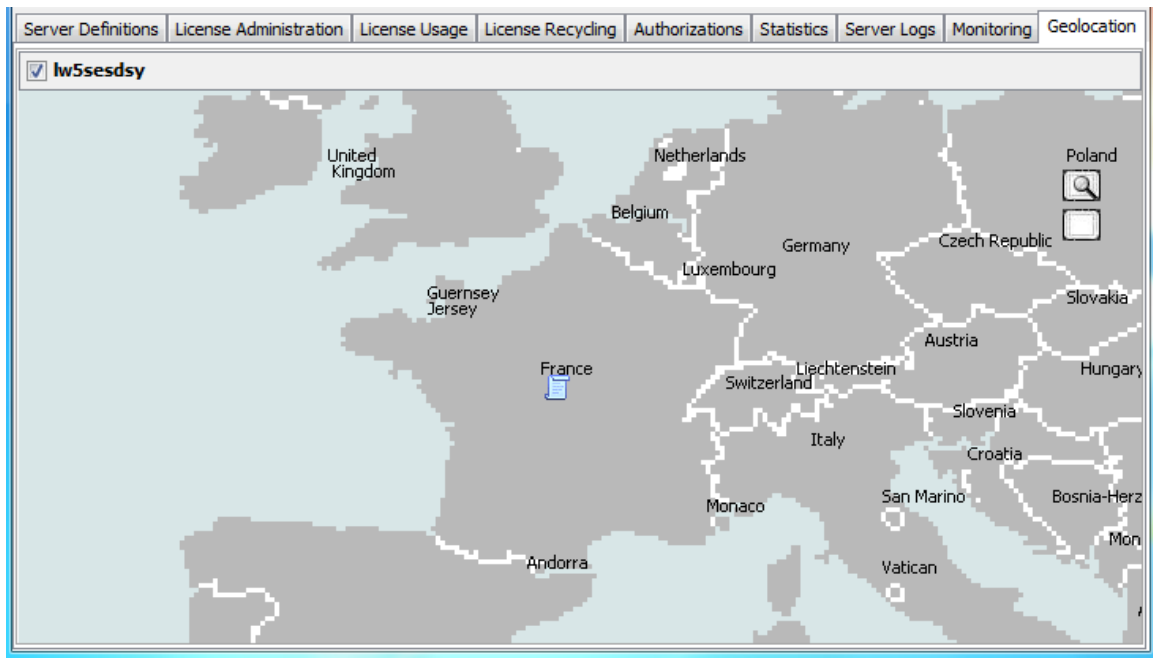 Server Definitions License Administration License Usage License Recycling Authorizations Statistics Server Logs Monitoring Geolocation
lw5sesdsy
United
Kingdom
Netherlands
Poland
Belgium
Germany
Czech Republic
Luxembourg
Guernsey
Jersey
Slovakia
Austria
France
Switzerland
Liechtenstein
Hungary
Slovenia
Italy
Croatia
Monaco
San Marino
Bosnia-Herz
Mon
Andorra
Vatican